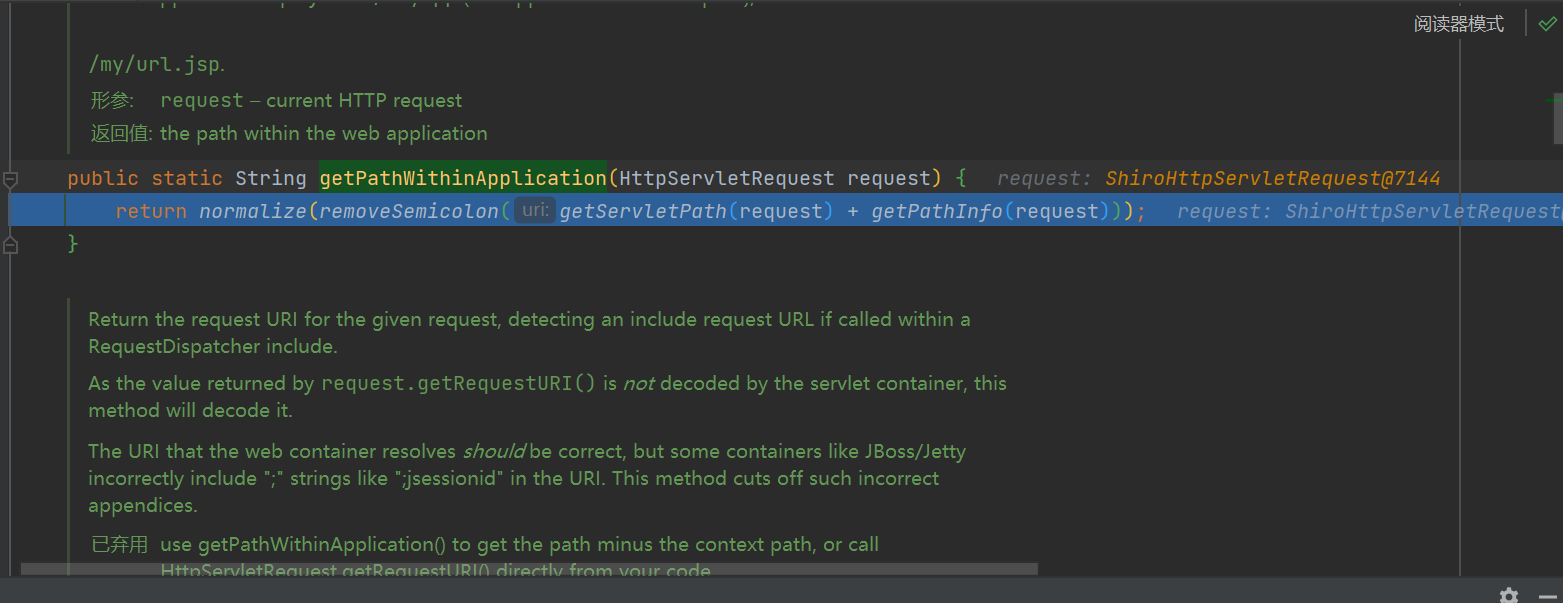 阅读器模式
/my/url.jsp.
形参: request – current HTTP request
返回值: the path within the web application
public static String getPathWithinApplication(HttpServletRequest request) { request: ShiroHttpServletRequest@7144
return normalize(removeSemicolon( uri: getServletPath(request) + getPathInfo(request))); request: ShiroHttpServletRequest
}
Return the request URI for the given request, detecting an include request URL if called within a
RequestDispatcher include.
As the value returned by request.getRequestURI() is not decoded by the servlet container, this
method will decode it.
The URI that the web container resolves should be correct, but some containers like JBoss/Jetty
incorrectly include ";" strings like ";jsessionid" in the URI. This method cuts off such incorrect
appendices.
已弃用 use getPathWithinApplication() to get the path minus the context path, or call
HttpServletRequest.getRequestURI() directly from your code